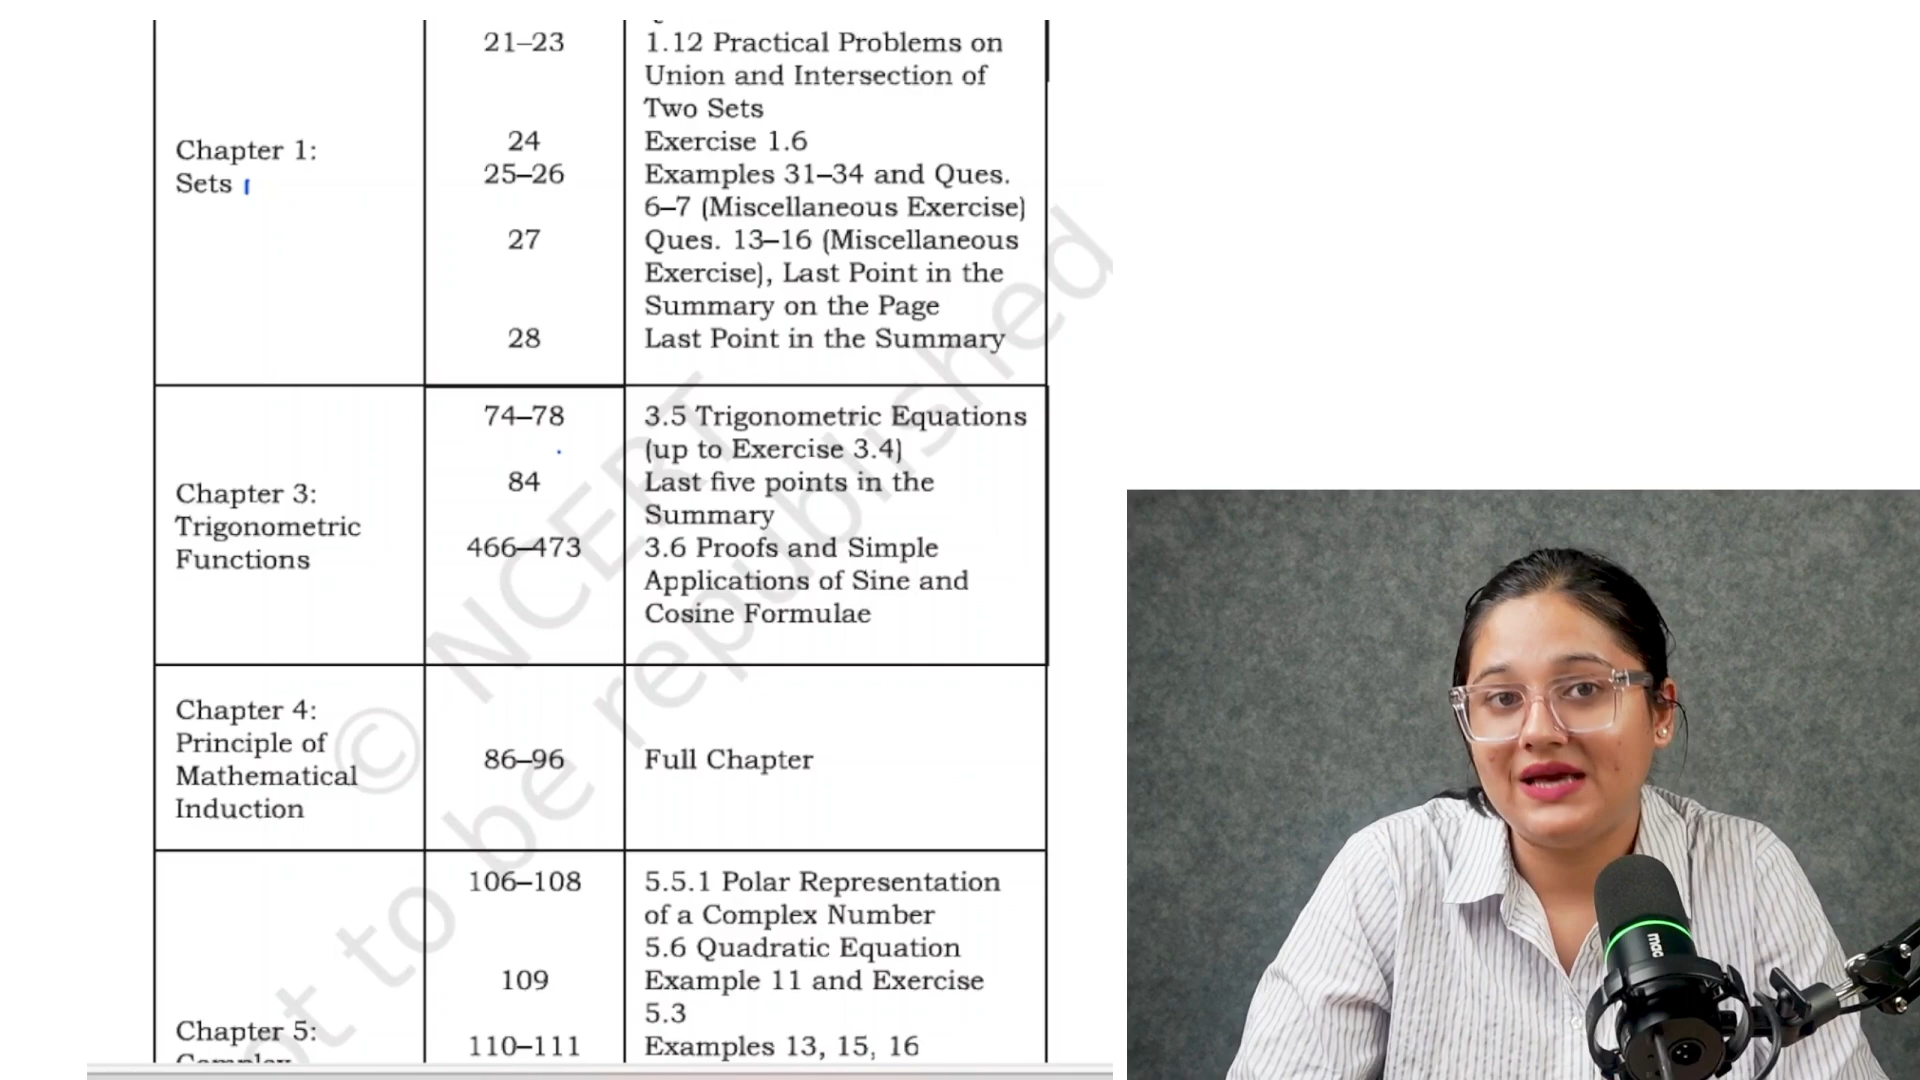 21–23
1.12 Practical Problems on
Union and Intersection of
Two Sets
Chapter 1:
Sets
24
Exercise 1.6
25–26
Examples 31–34 and Ques.
6–7 (Miscellaneous Exercise)
27
Ques. 13–16 (Miscellaneous
Exercise), Last Point in the
Summary on the Page
28
Last Point in the Summary
Chapter 3:
Trigonometric
Functions
74–78
3.5 Trigonometric Equations
(up to Exercise 3.4)
84
Last five points in the
Summary
466–473
3.6 Proofs and Simple
Applications of Sine and
Cosine Formulae
Chapter 4:
Principle of
Mathematical
Induction
86–96
Full Chapter
Chapter 5:
Complex
106–108
5.5.1 Polar Representation
of a Complex Number
5.6 Quadratic Equation
109
Example 11 and Exercise
5.3
110–111
Examples 13, 15, 16
© NCERT
not to be republished
mac